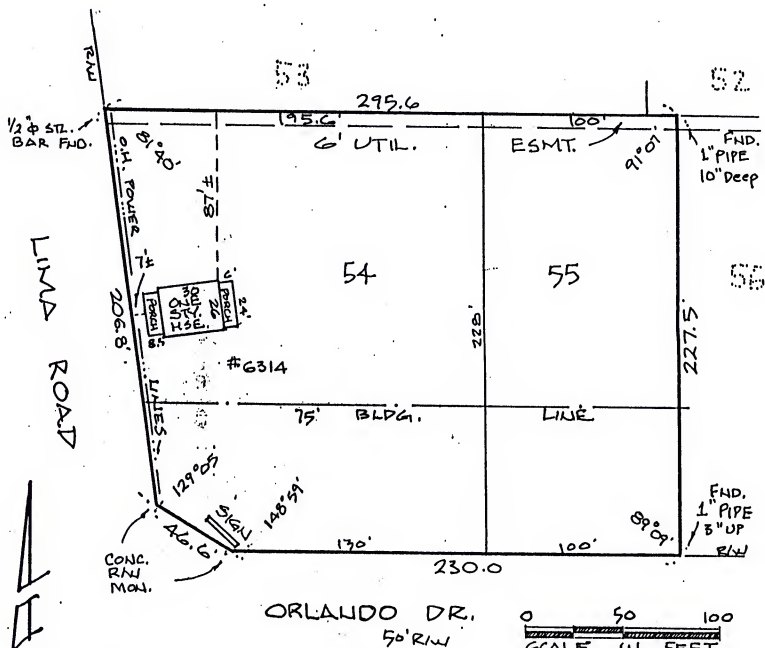 53
52
R/W
295.6
195.6'
100'
1/2" ϕ STL.
BAR FND.
81°40'
6' UTIL.
ESMT.
91°07'
FND.
1" PIPE
10" Deep
O.H. POWER
87'±
7'±
54
55
56
LIMA ROAD
206.8'
PORCH
ONE
STY.
HSE.
26
PORCH
24'
228'
227.5'
#6314
LINES
75' BLDG. LINE
129°05'
SIGN
148°59'
46.6'
CONC.
R/W
MON.
130'
100'
89°09'
FND.
1" PIPE
3" UP
R/W
230.0
ORLANDO DR.
50' R/W
0 50 100
SCALE IN FEET